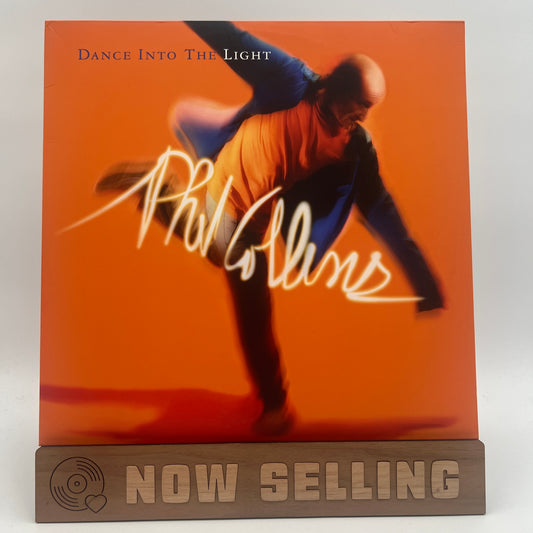 DANCE INTO THE LIGHT
Phil Collins
NOW SELLING